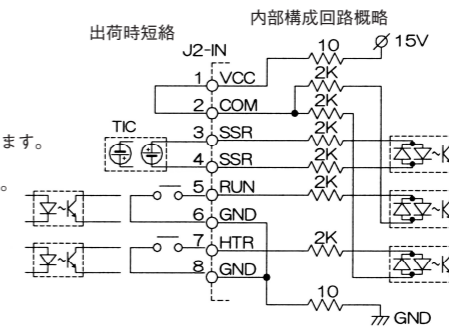 出荷時短絡
内部構成回路概略
J2-IN
10
15V
1 VCC
2K
2 COM
2K
ます。
TIC
3 SSR
2K
4 SSR
2K
。
5 RUN
2K
6 GND
7 HTR
2K
8 GND
10
GND